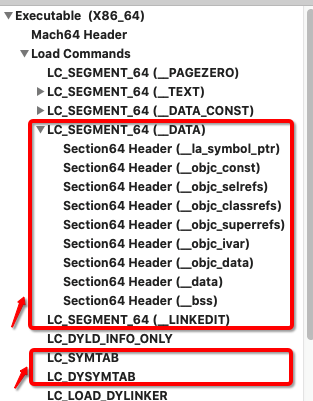 Executable (X86_64)
Mach64 Header
Load Commands
LC_SEGMENT_64 (__PAGEZERO)
LC_SEGMENT_64 (__TEXT)
LC_SEGMENT_64 (__DATA_CONST)
LC_SEGMENT_64 (__DATA)
Section64 Header (__la_symbol_ptr)
Section64 Header (__objc_const)
Section64 Header (__objc_selrefs)
Section64 Header (__objc_classrefs)
Section64 Header (__objc_superrefs)
Section64 Header (__objc_ivar)
Section64 Header (__objc_data)
Section64 Header (__data)
Section64 Header (__bss)
LC_SEGMENT_64 (__LINKEDIT)
LC_DYLD_INFO_ONLY
LC_SYMTAB
LC_DYSYMTAB
LC_LOAD_DYLINKER